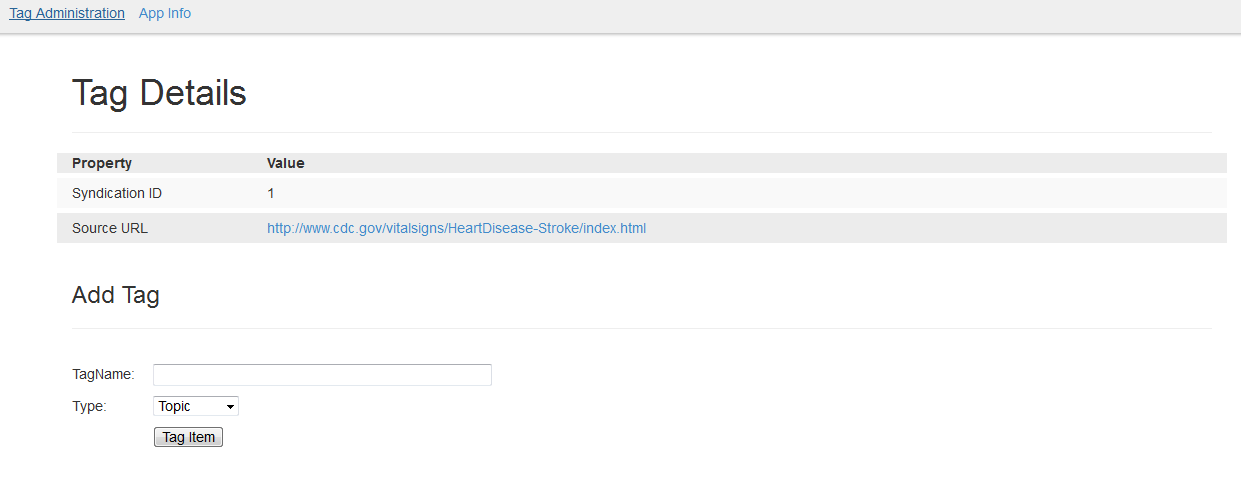 Tag Administration App Info
Tag Details
Property Value
Syndication ID 1
Source URL http://www.cdc.gov/vitalsigns/HeartDisease-Stroke/index.html
Add Tag
TagName:
Type: Topic
Tag Item